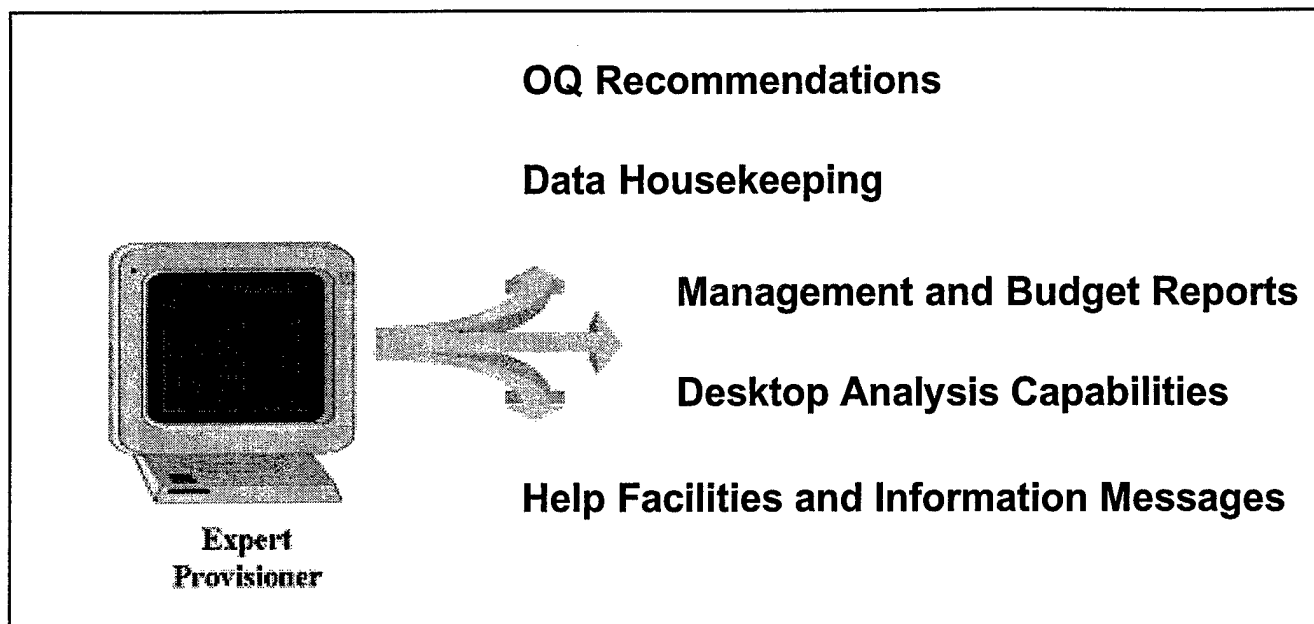 OQ Recommendations
Data Housekeeping
Management and Budget Reports
Desktop Analysis Capabilities
Help Facilities and Information Messages
Expert
Provisioner